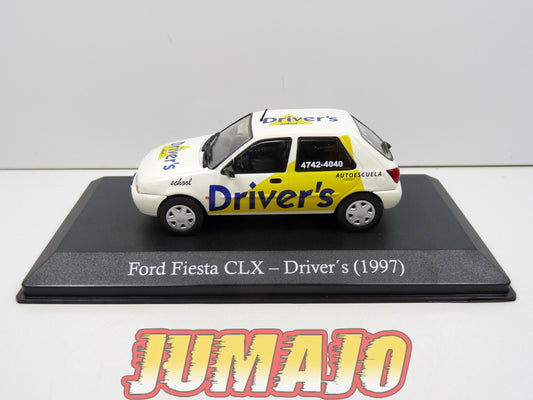 Driver's
Driver's
4742-4040
AUTOESCUELA
school
Driver's
Ford Fiesta CLX – Driver´s (1997)
JUMAJO